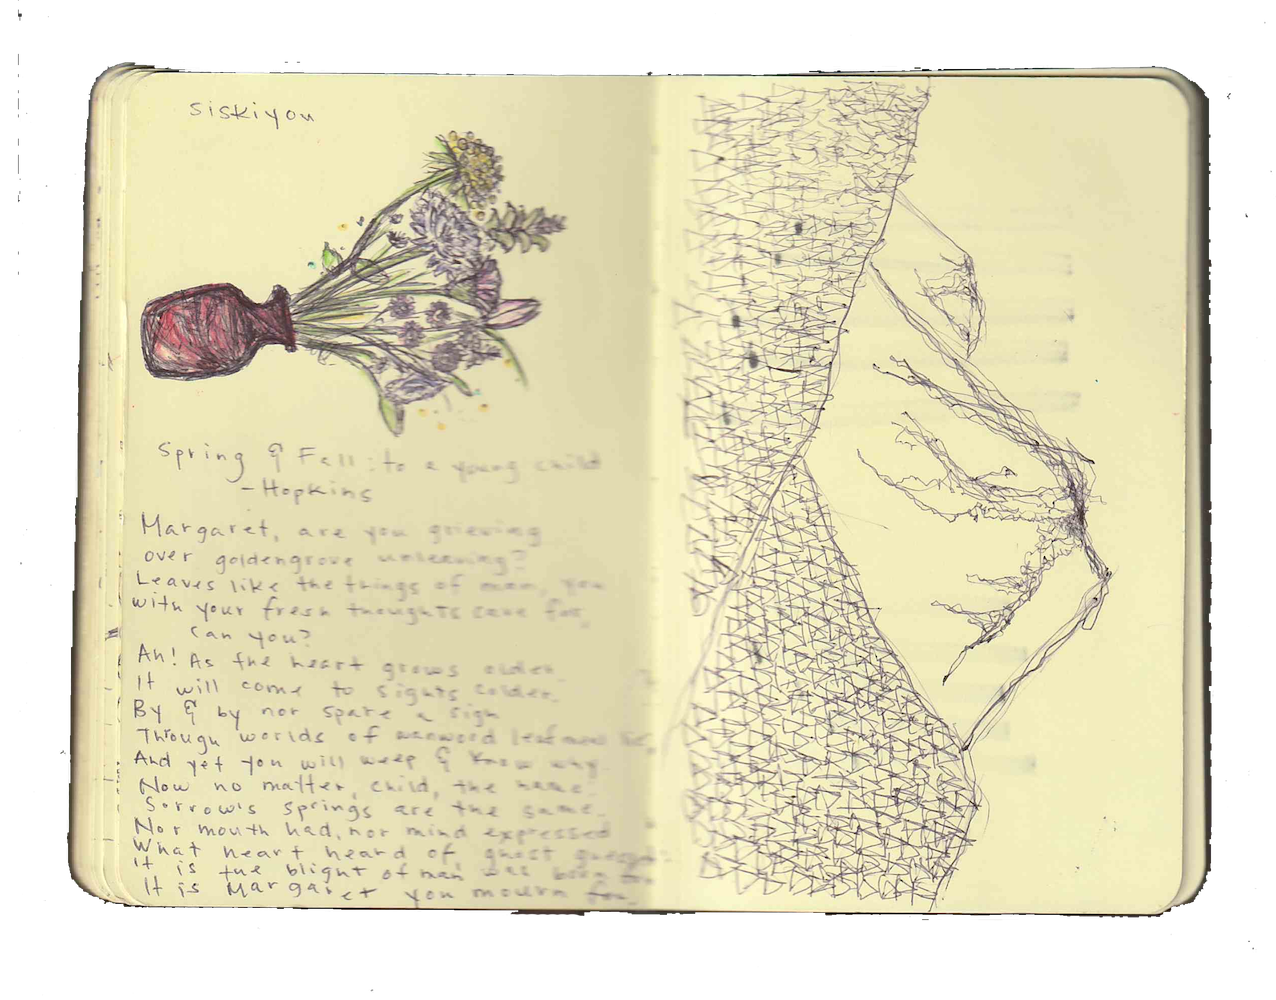 siskiyou
Spring & Fall: to a young child
- Hopkins
Margaret, are you grieving
over goldengrove unleaving?
Leaves like the things of man, you
with your fresh thoughts care for,
can you?
Ah! As the heart grows older
It will come to sights colder.
By & by nor spare a sigh
Through worlds of wanwood leafmeal lie,
And yet you will weep & know why.
Now no matter, child, the name:
Sorrow's springs are the same.
Nor mouth had, nor mind expressed
What heart heard of, ghost guessed:
It is the blight of man was born for
It is Margaret you mourn for.